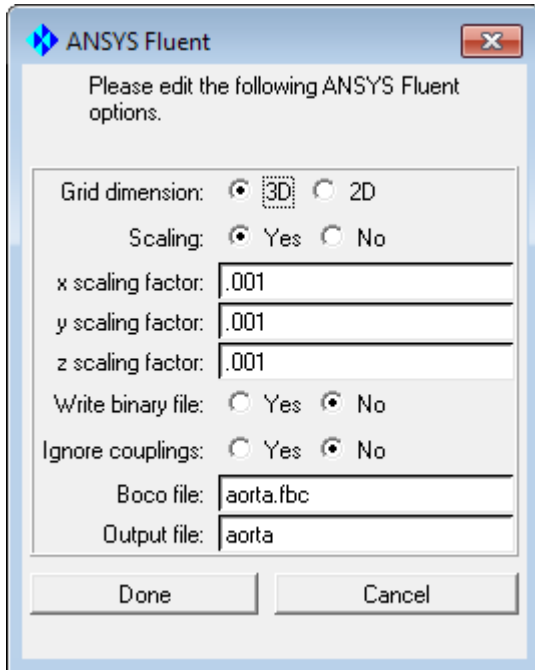 ANSYS Fluent
Please edit the following ANSYS Fluent
options.
Grid dimension: 3D 2D
Scaling: Yes No
x scaling factor: .001
y scaling factor: .001
z scaling factor: .001
Write binary file: Yes No
Ignore couplings: Yes No
Boco file: aorta.fbc
Output file: aorta
Done Cancel